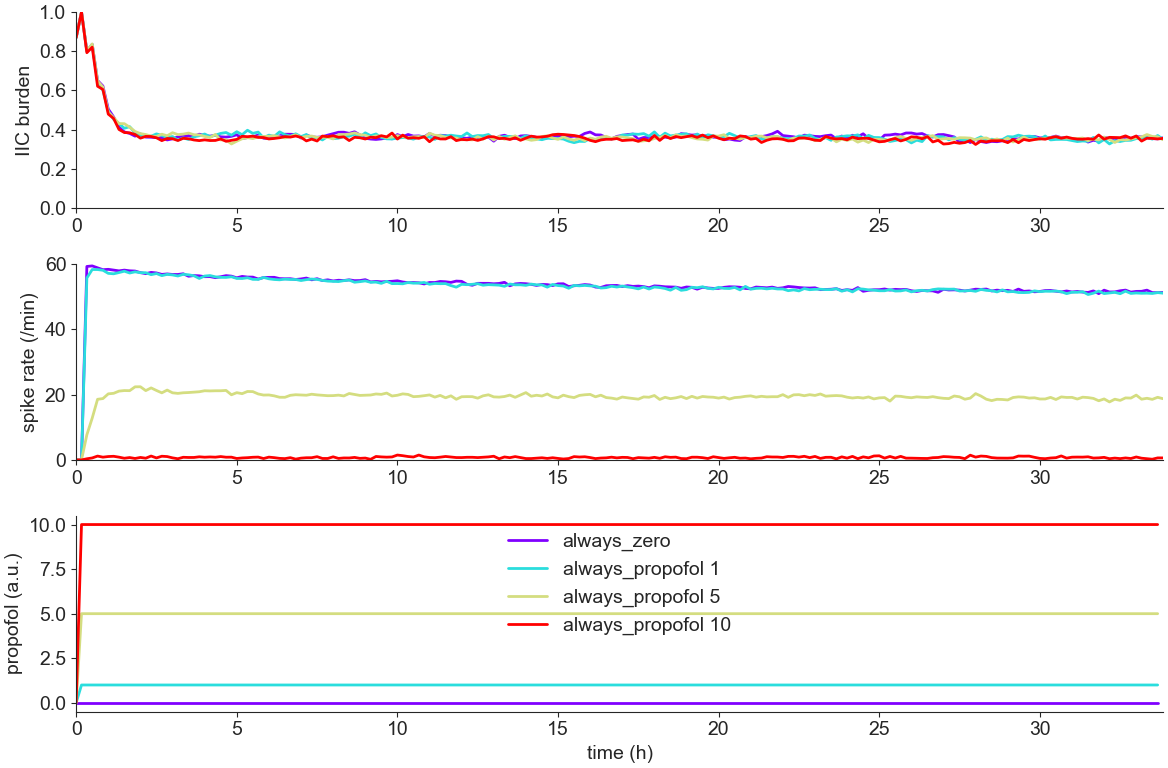 IIC burden
1.0
0.8
0.6
0.4
0.2
0.0
0 5 10 15 20 25 30
spike rate (/min)
60
40
20
0
0 5 10 15 20 25 30
propofol (a.u.)
10.0
7.5
5.0
2.5
0.0
always_zero
always_propofol 1
always_propofol 5
always_propofol 10
0 5 10 15 20 25 30
time (h)